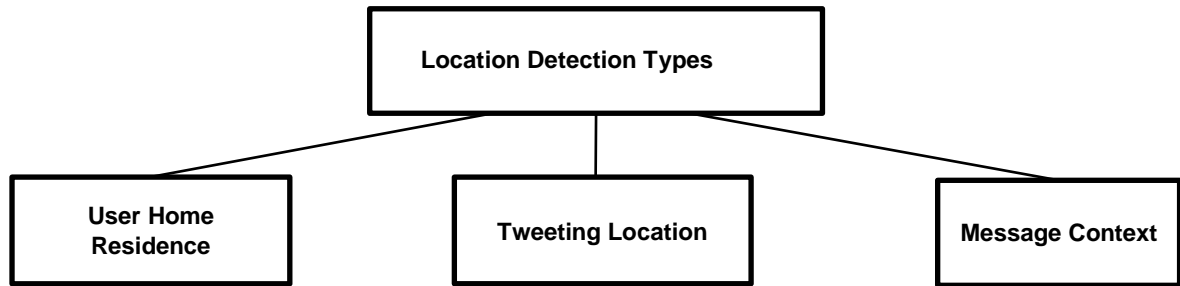 Location Detection Types
User Home
Residence
Tweeting Location
Message Context